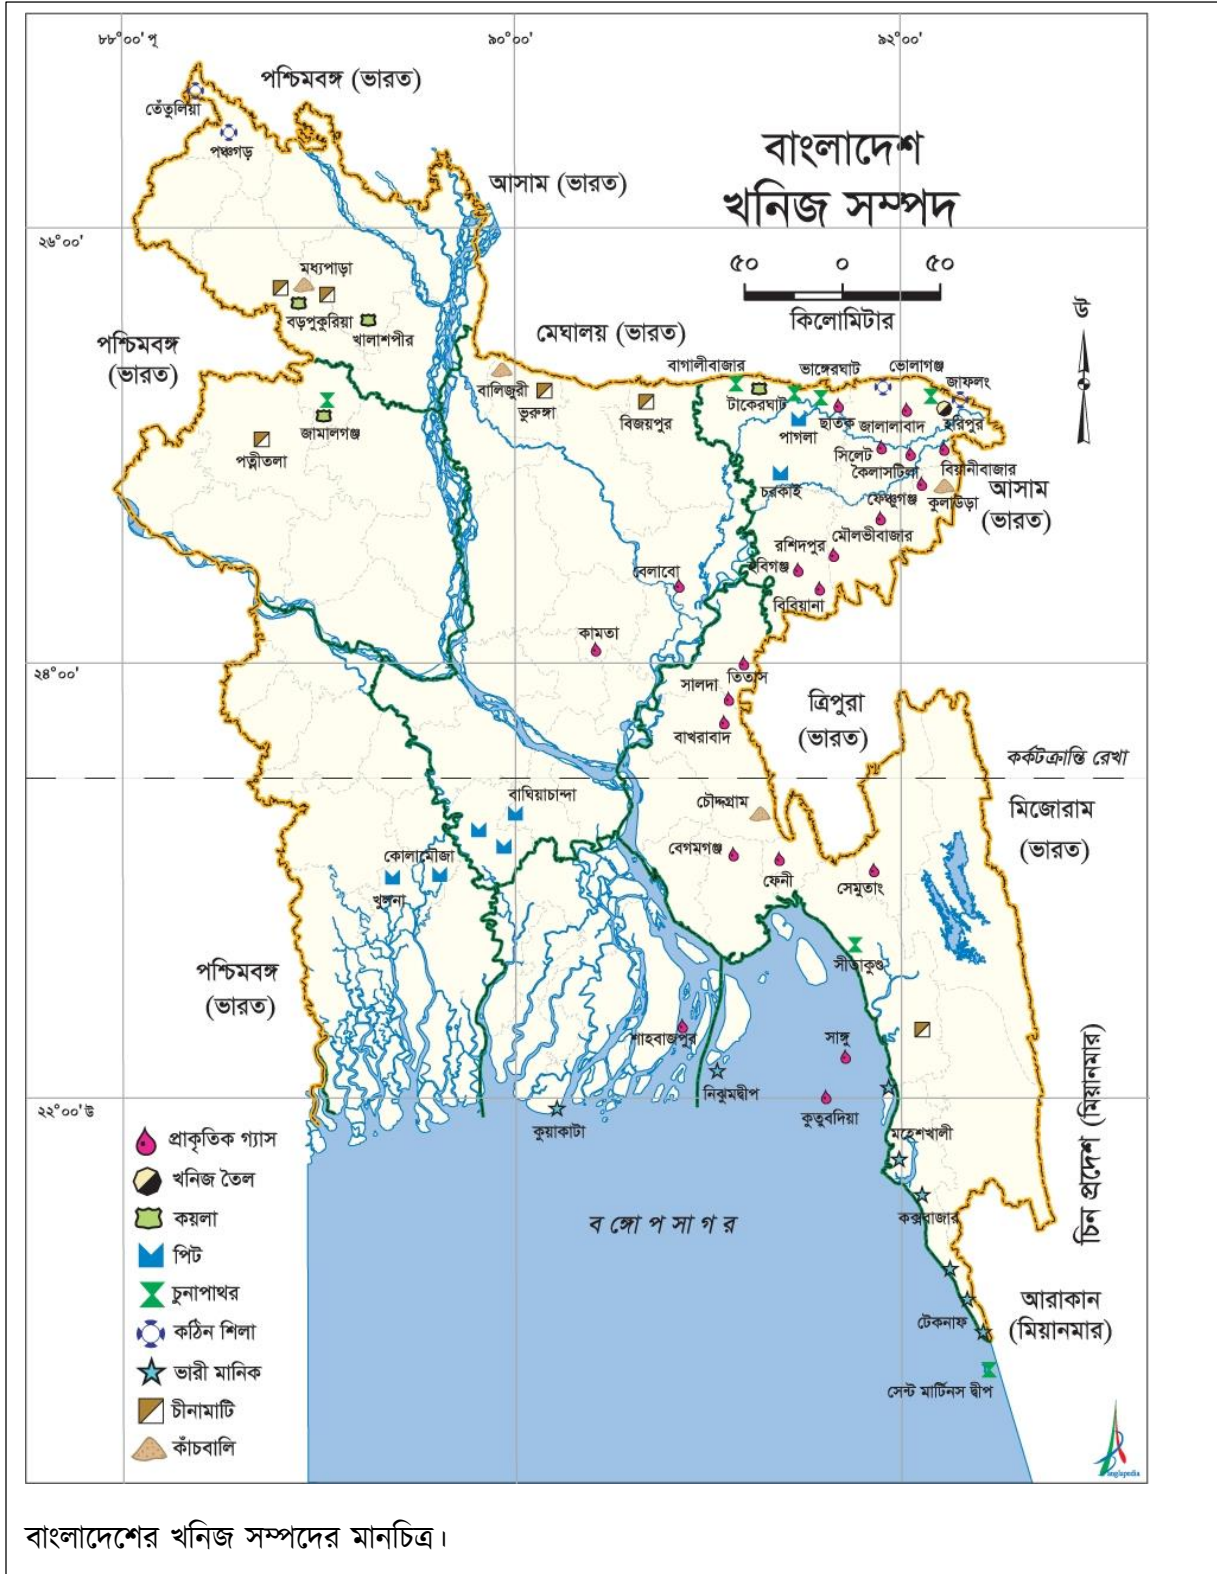 ৮৮°০০' পূ
৯০°০০'
৯২°০০'
পশ্চিমবঙ্গ (ভারত)
তেঁতুলিয়া
পঞ্চগড়
বাংলাদেশ
খনিজ সম্পদ
আসাম (ভারত)
২৬°০০'
৫০ ০ ৫০
কিলোমিটার
উ
মধ্যপাড়া
বড়পুকুরিয়া
খালাশপীর
পশ্চিমবঙ্গ
(ভারত)
মেঘালয় (ভারত)
বাগালীবাজার
ভাঙ্গেরঘাট
ভোলাগঞ্জ
জাফলং
বালিজুরী
ভুরুঙ্গা
বিজয়পুর
টাকেরঘাট
ছাতক
জালালাবাদ
হরিপুর
পাগলা
জামালগঞ্জ
পত্নীতলা
সিলেট
কৈলাসটিলা
বিয়ানীবাজার
চরকাই
ফেঞ্চুগঞ্জ
কুলাউড়া
আসাম
(ভারত)
মৌলভীবাজার
রশিদপুর
হবিগঞ্জ
বিবিয়ানা
বেলাবো
কামতা
২৪°০০'
তিতাস
সালদা
বাখরাবাদ
ত্রিপুরা
(ভারত)
কর্কটক্রান্তি রেখা
মিজোরাম
(ভারত)
বাঘিয়াচান্দা
চৌদ্দগ্রাম
কোলামৌজা
খুলনা
বেগমগঞ্জ
ফেনী
সেমুতাং
সীতাকুণ্ড
পশ্চিমবঙ্গ
(ভারত)
শাহবাজপুর
সাঙ্গু
নিঝুমদ্বীপ
কুতুবদিয়া
২২°০০' উ
কুয়াকাটা
মহেশখালী
চিন প্রদেশ (মিয়ানমার)
কক্সবাজার
বঙ্গোপসাগর
টেকনাফ
আরাকান
(মিয়ানমার)
সেন্ট মার্টিনস দ্বীপ
প্রাকৃতিক গ্যাস
খনিজ তৈল
কয়লা
পিট
চুনাপাথর
কঠিন শিলা
ভারী মানিক
চীনামাটি
কাঁচবালি
anglapedia
বাংলাদেশের খনিজ সম্পদের মানচিত্র।